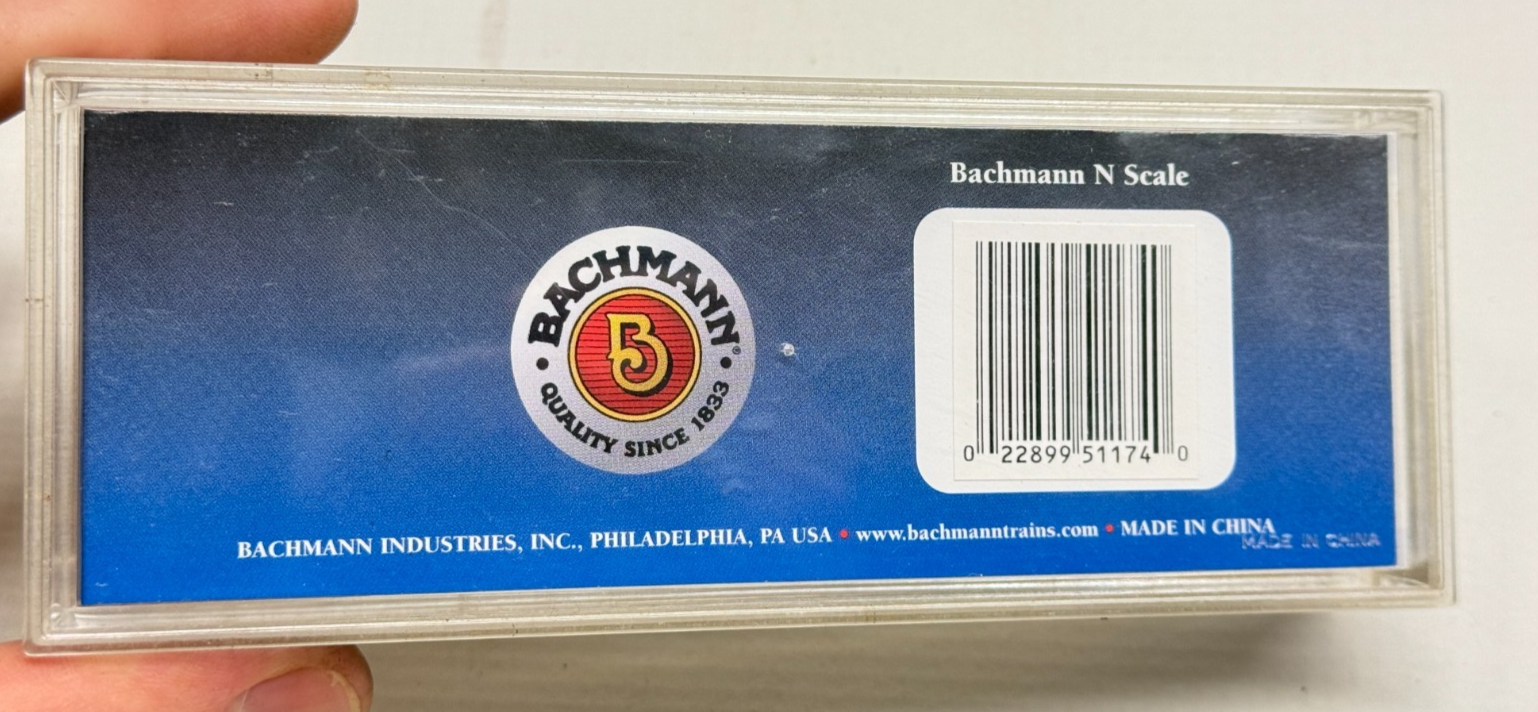 Bachmann N Scale
BACHMANN®
B
• QUALITY SINCE 1833 •
0 22899 51174 0
BACHMANN INDUSTRIES, INC., PHILADELPHIA, PA USA • www.bachmanntrains.com • MADE IN CHINA
MADE IN CHINA